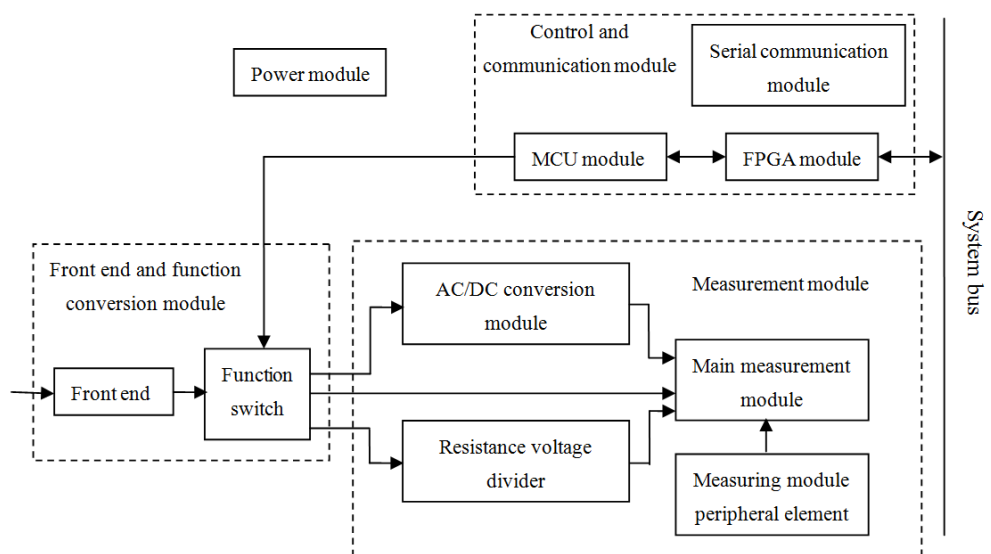 Control and
communication module
Serial communication
module
Power module
MCU module
FPGA module
System bus
Front end and function
conversion module
AC/DC conversion
module
Measurement module
Front end
Function
switch
Main measurement
module
Resistance voltage
divider
Measuring module
peripheral element